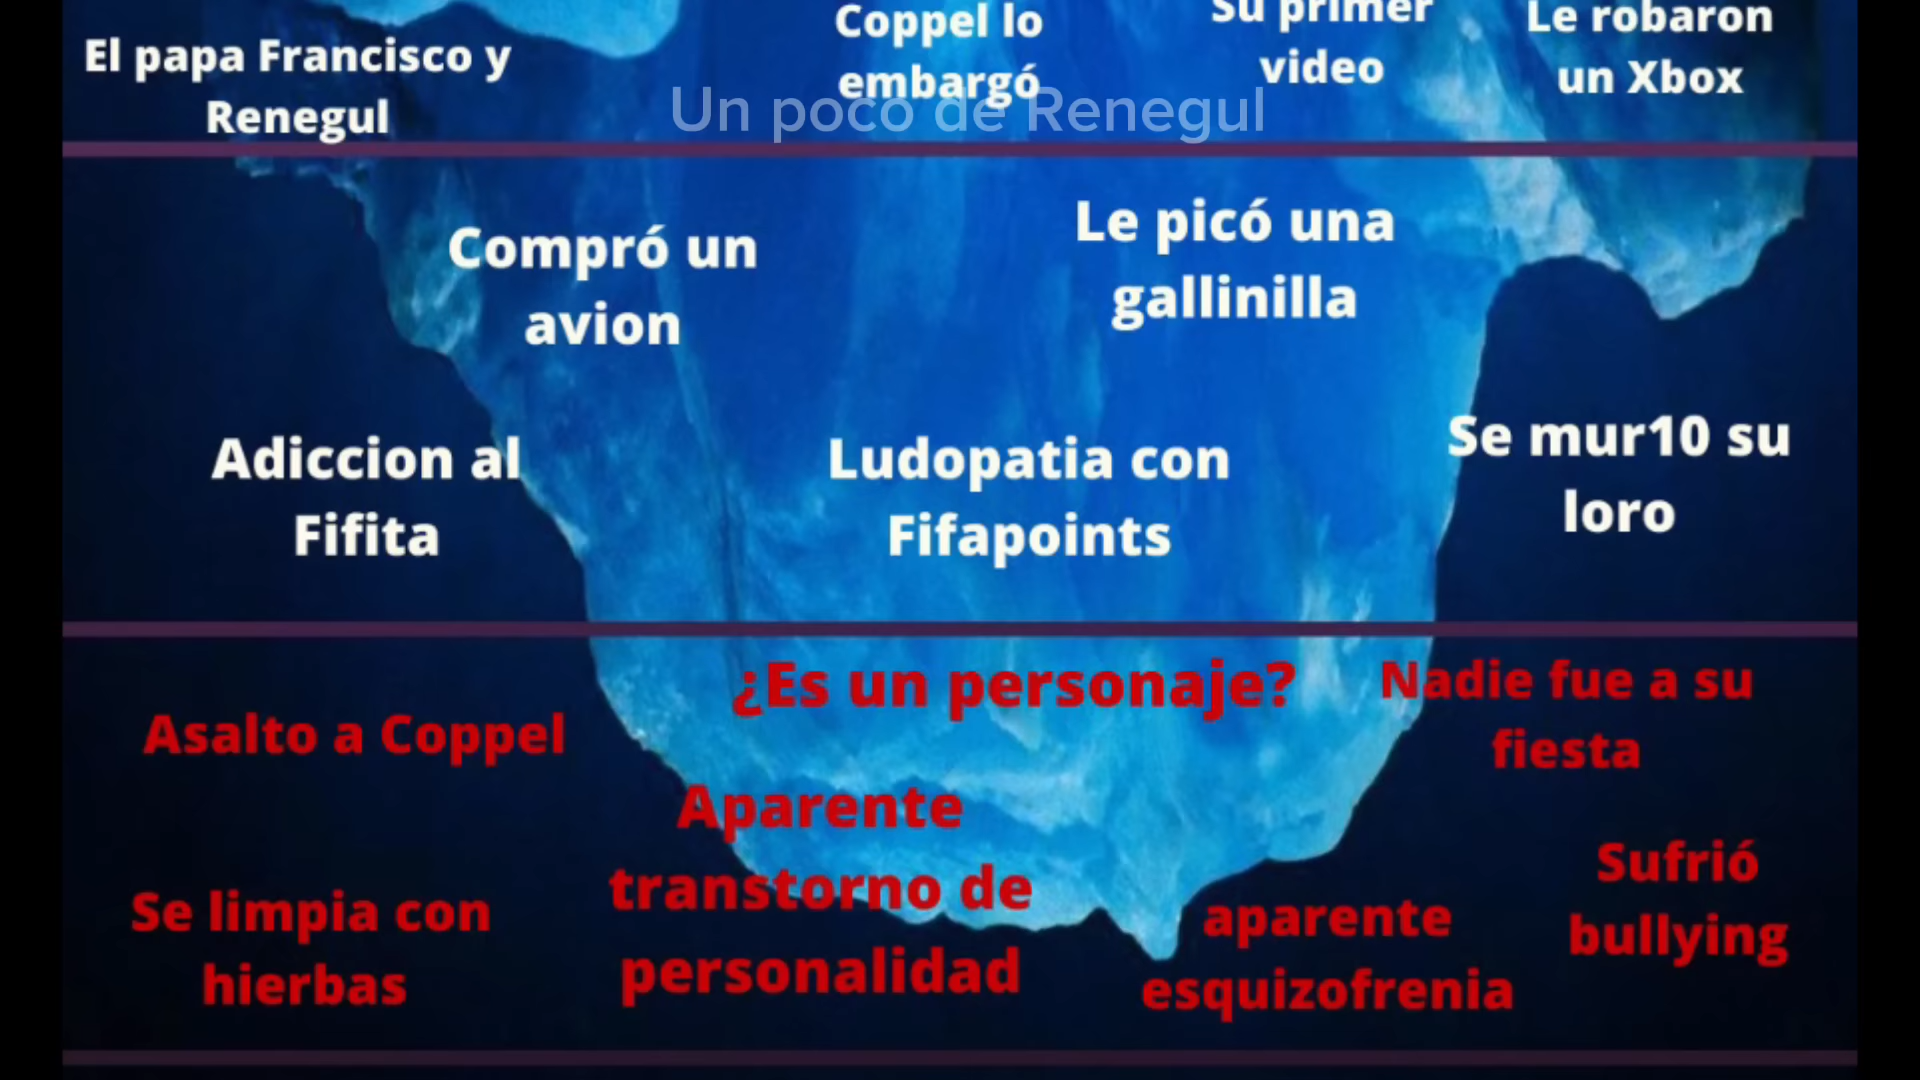 El papa Francisco y
Renegul
Coppel lo
embargó
Su primer
video
Le robaron
un Xbox
Un poco de Renegul
Compró un
avion
Le picó una
gallinilla
Adiccion al
Fifita
Ludopatia con
Fifapoints
Se mur10 su
loro
¿Es un personaje?
Nadie fue a su
fiesta
Asalto a Coppel
Aparente
transtorno de
personalidad
Sufrió
bullying
Se limpia con
hierbas
aparente
esquizofrenia